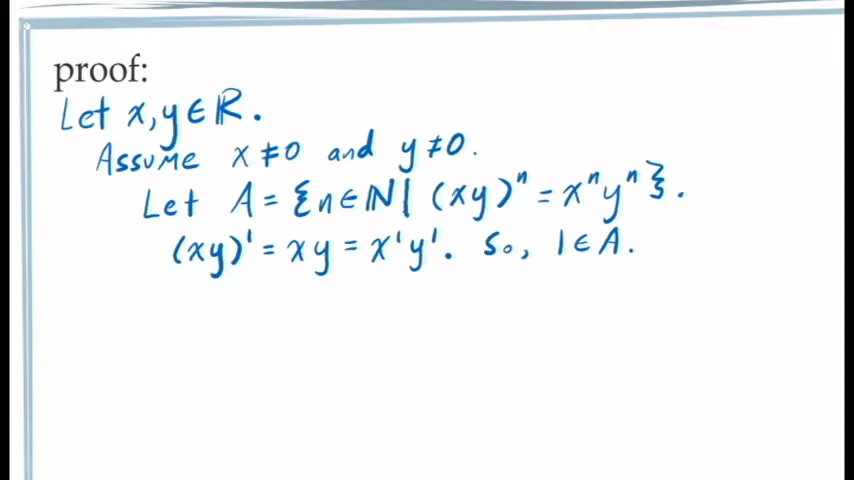 proof:
Let x, y ∈ ℝ.
Assume x ≠ 0 and y ≠ 0.
Let A = {n ∈ ℕ | (xy)ⁿ = xⁿyⁿ}.
(xy)¹ = xy = x¹y¹. So, 1 ∈ A.